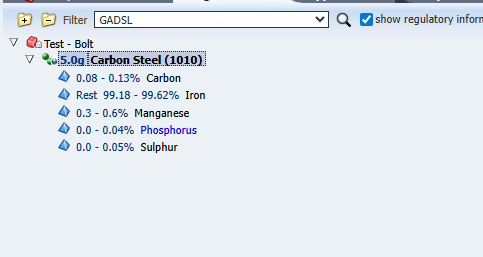 Filter GADSL show regulatory inforr
Test - Bolt
5.0g Carbon Steel (1010)
0.08 - 0.13% Carbon
Rest 99.18 - 99.62% Iron
0.3 - 0.6% Manganese
0.0 - 0.04% Phosphorus
0.0 - 0.05% Sulphur